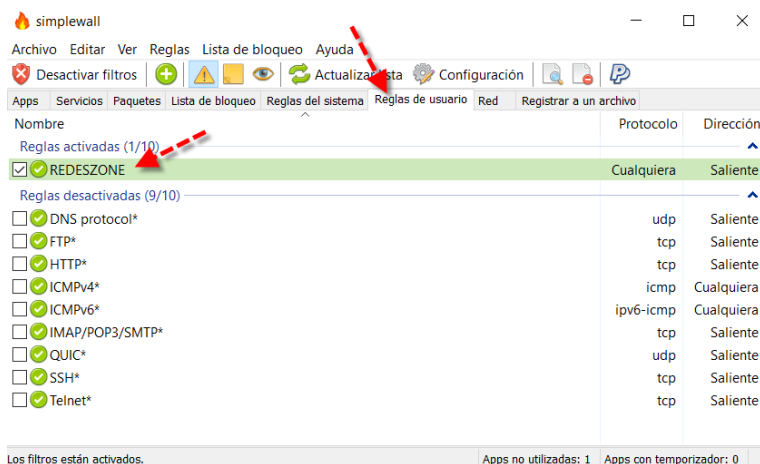 simplewall
Archivo Editar Ver Reglas Lista de bloqueo Ayuda
Desactivar filtros Actualizar lista Configuración
Apps Servicios Paquetes Lista de bloqueo Reglas del sistema Reglas de usuario Red Registrar a un archivo
Nombre Protocolo Dirección
Reglas activadas (1/10)
REDESZONE Cualquiera Saliente
Reglas desactivadas (9/10)
DNS protocol* udp Saliente
FTP* tcp Saliente
HTTP* tcp Saliente
ICMPv4* icmp Cualquiera
ICMPv6* ipv6-icmp Cualquiera
IMAP/POP3/SMTP* tcp Saliente
QUIC* udp Saliente
SSH* tcp Saliente
Telnet* tcp Saliente
Los filtros están activados. Apps no utilizadas: 1 Apps con temporizador: 0